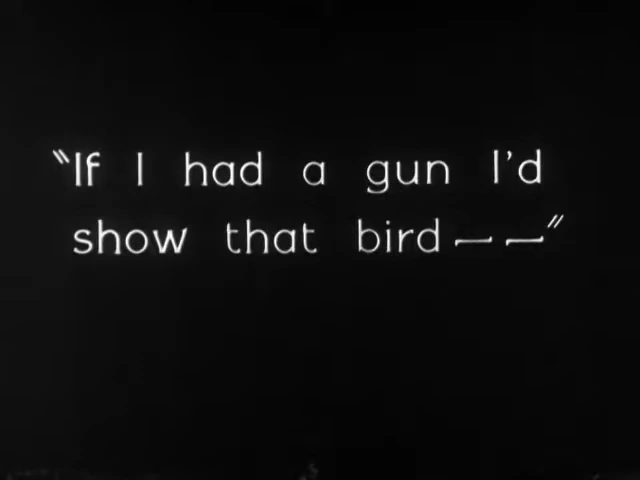 "If I had a gun I'd
show that bird — —"